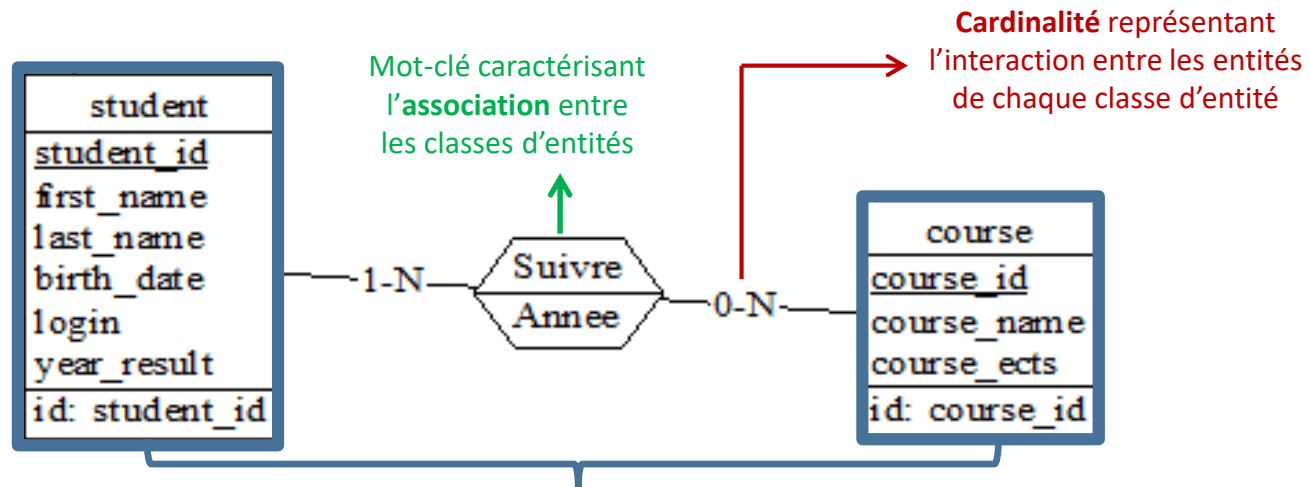 Cardinalité représentant
l'interaction entre les entités
de chaque classe d'entité
Mot-clé caractérisant
l'association entre
les classes d'entités
student
student_id
first_name
last_name
birth_date
login
year_result
id: student_id
1-N
Suivre
Annee
0-N
course
course_id
course_name
course_ects
id: course_id